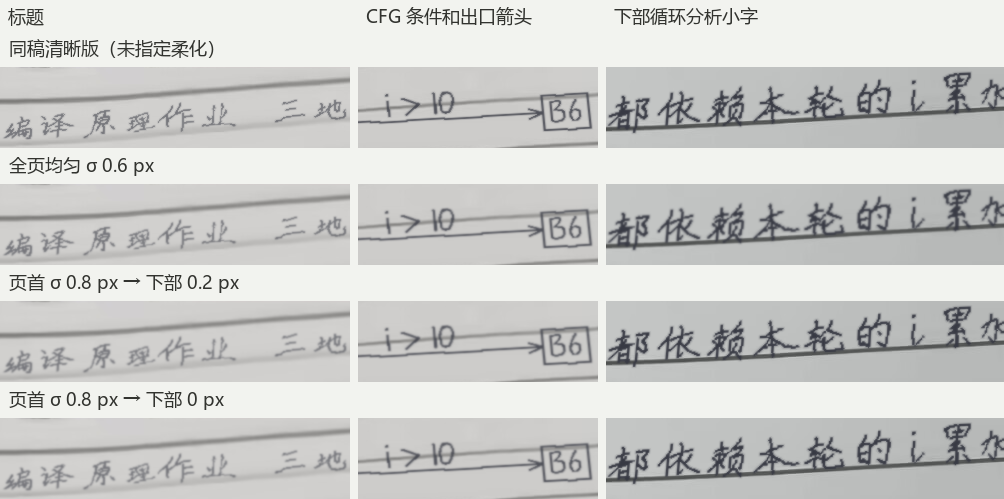 标题 CFG 条件和出口箭头 下部循环分析小字
同稿清晰版（未指定柔化）
编译原理作业 三地 i > 10 B6 都依赖本轮的 i 累加
全页均匀 σ 0.6 px
编译原理作业 三地 i > 10 B6 都依赖本轮的 i 累加
页首 σ 0.8 px → 下部 0.2 px
编译原理作业 三地 i > 10 B6 都依赖本轮的 i 累加
页首 σ 0.8 px → 下部 0 px
编译原理作业 三地 i > 10 B6 都依赖本轮的 i 累加